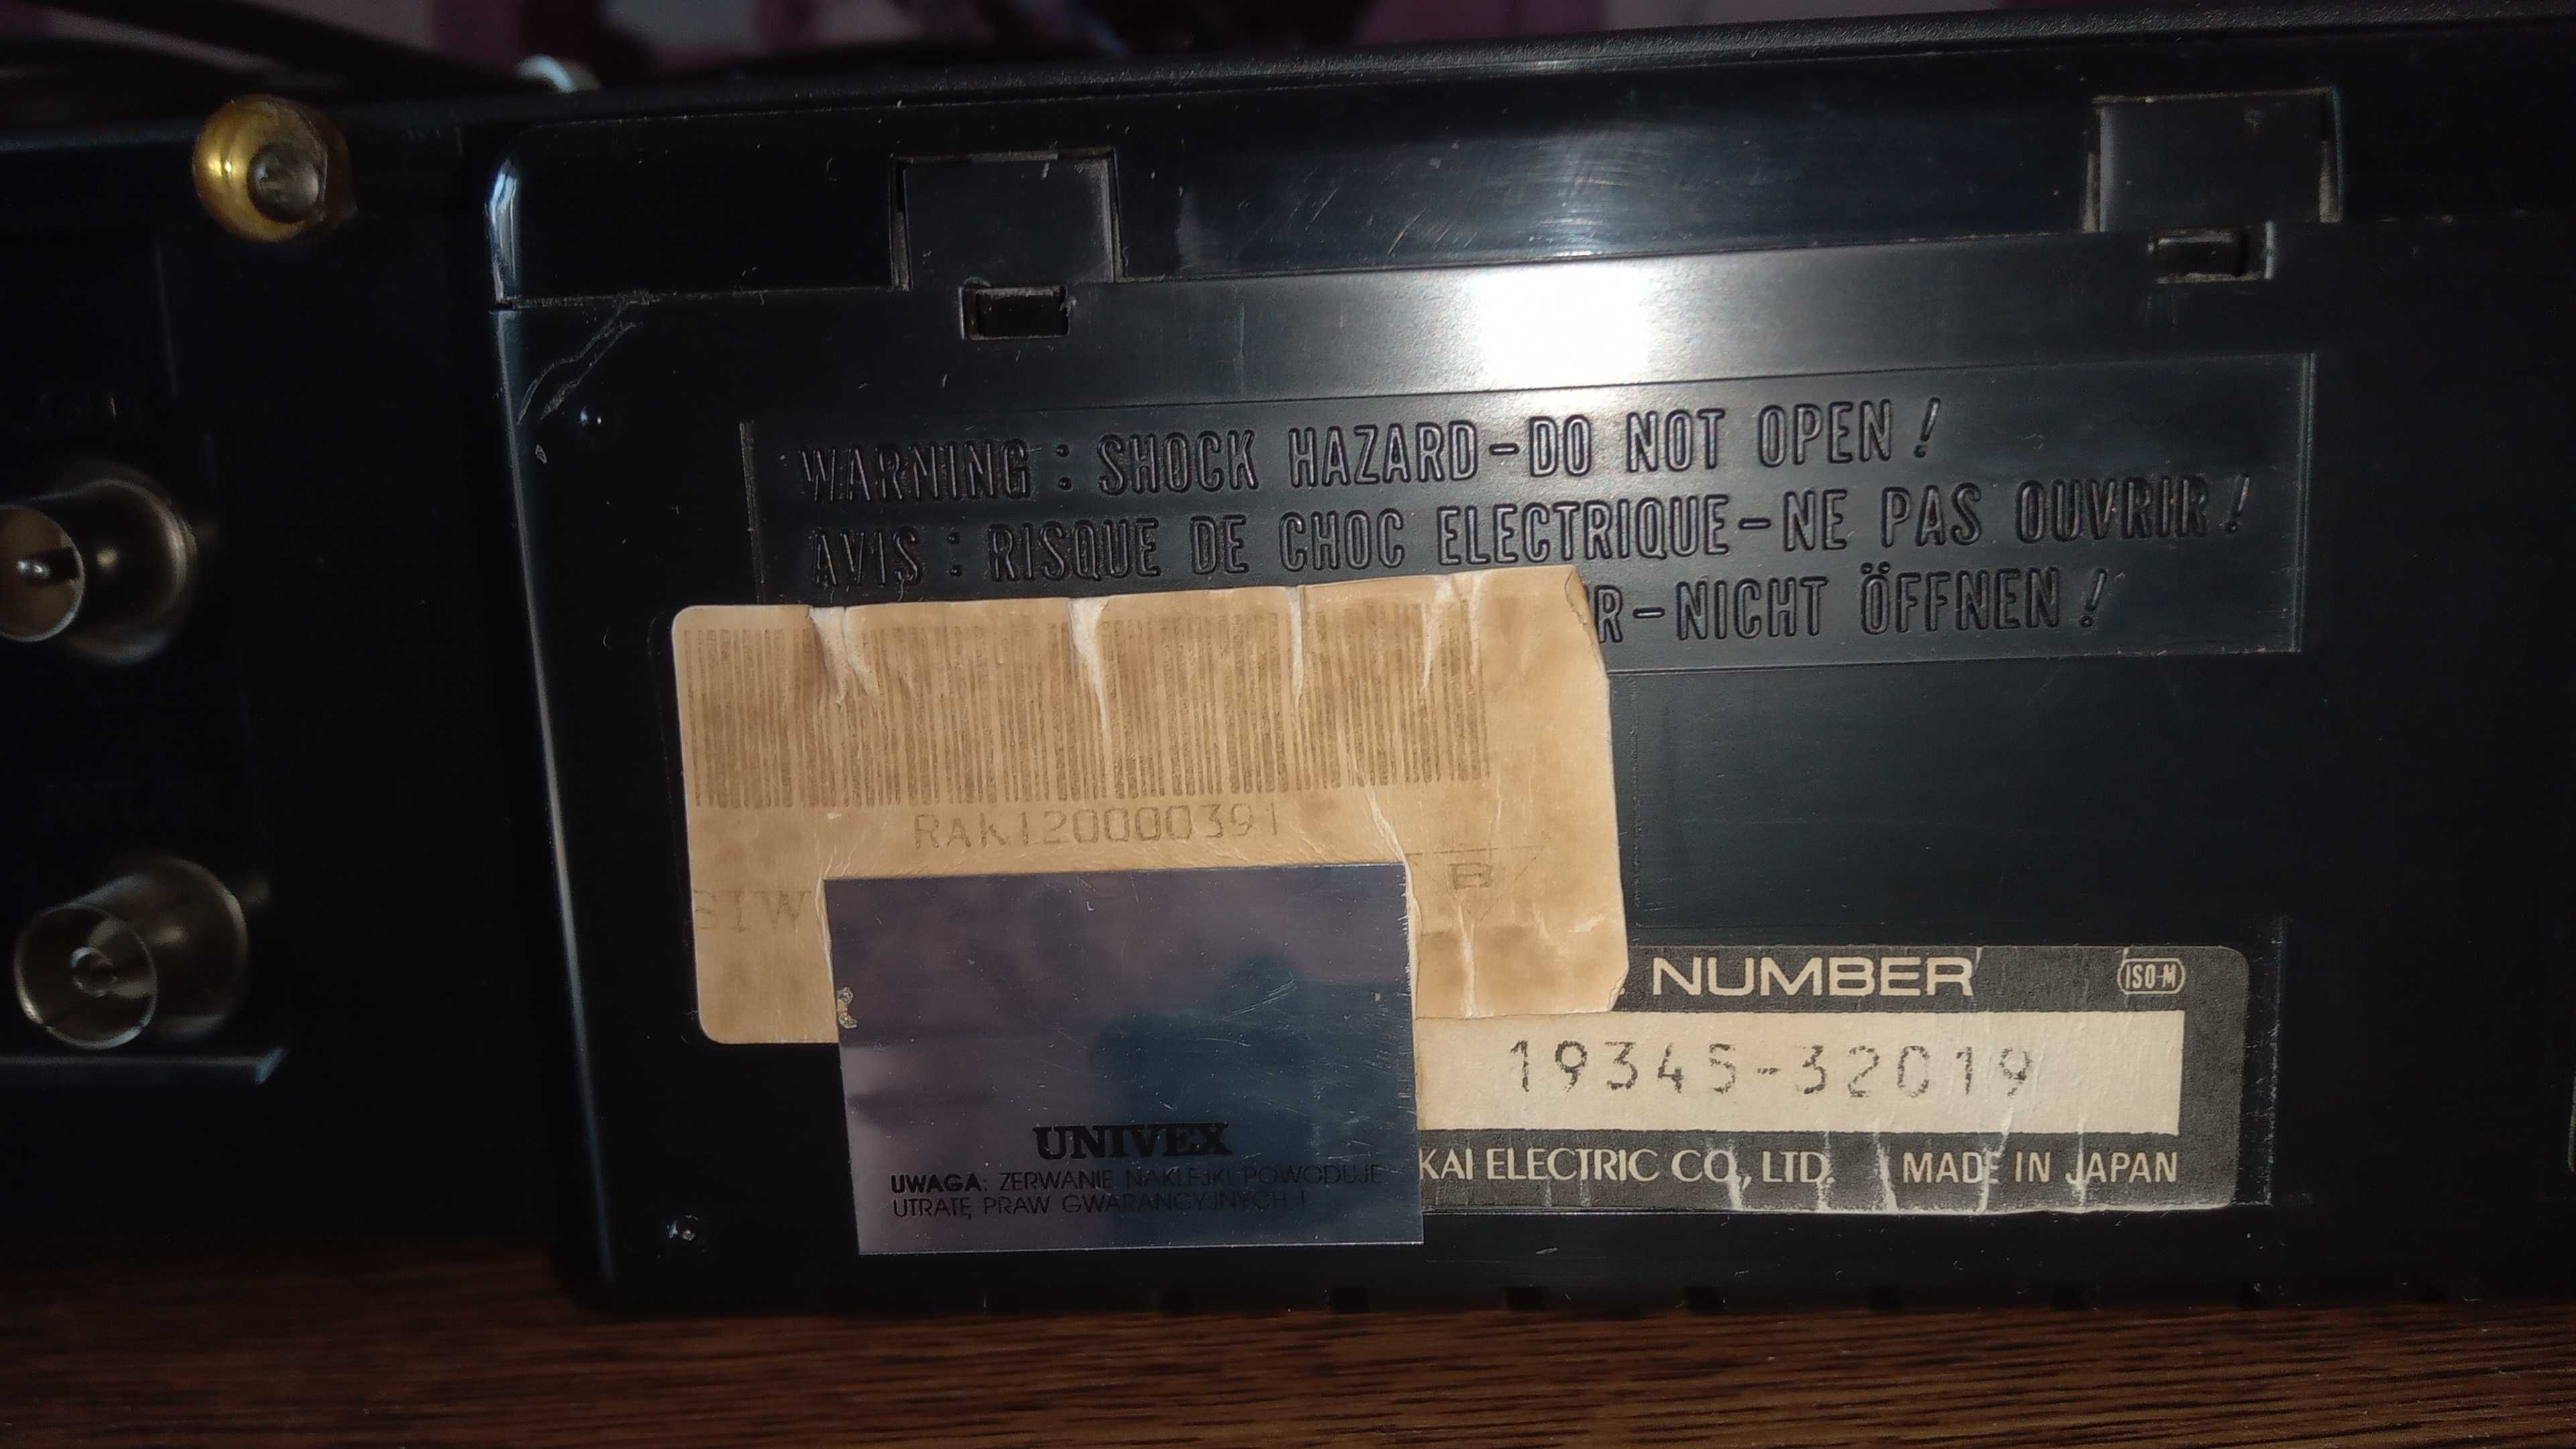 WARNING : SHOCK HAZARD-DO NOT OPEN !
AVIS : RISQUE DE CHOC ELECTRIQUE-NE PAS OUVRIR !
R-NICHT ÖFFNEN !
RAK120000391
SIW
B
NUMBER
ISO-M
19345-32019
KAI ELECTRIC CO., LTD. MADE IN JAPAN
UNIVEX
UWAGA: ZERWANIE NAKLEJKI POWODUJE
UTRATĘ PRAW GWARANCYJNYCH !